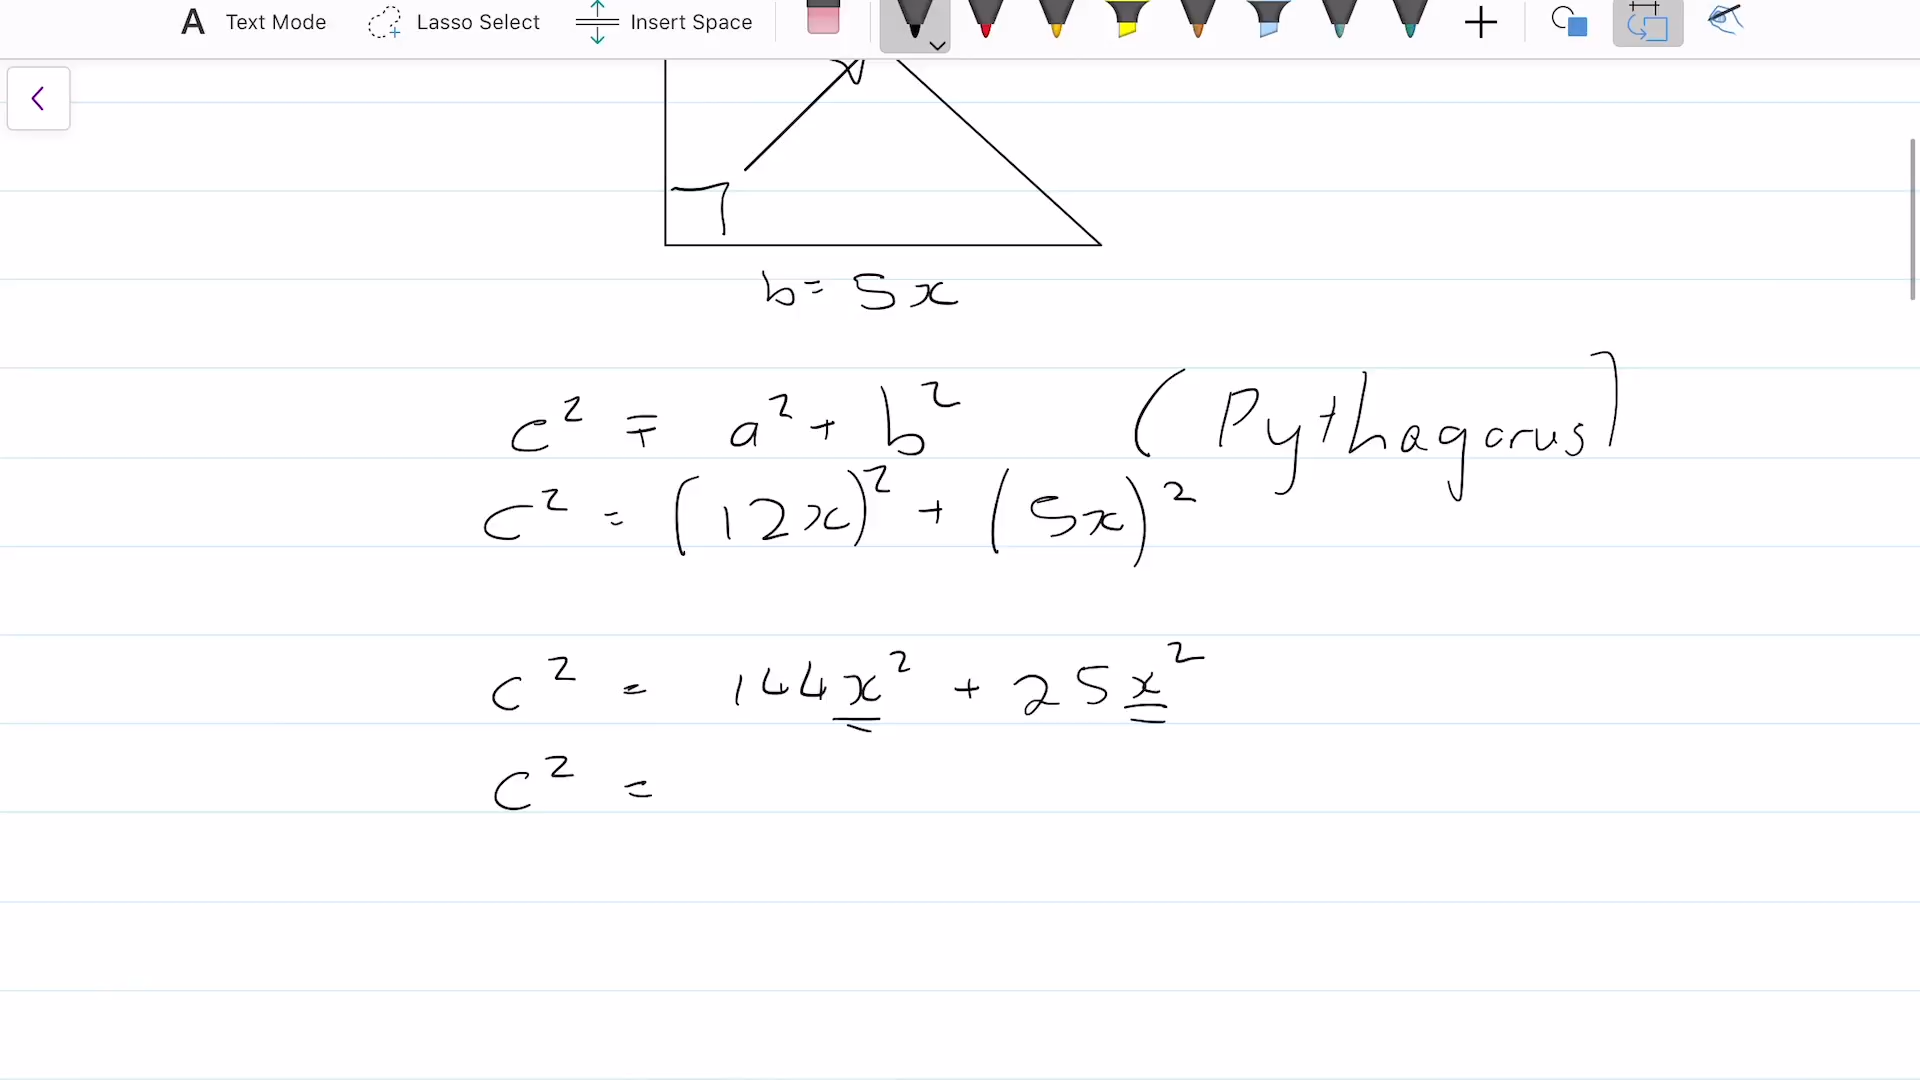 A Text Mode Lasso Select Insert Space
b= 5x
c² = a² + b² (Pythagorus)
c² = (12x)² + (5x)²
c² = 144x² + 25x²
c² =